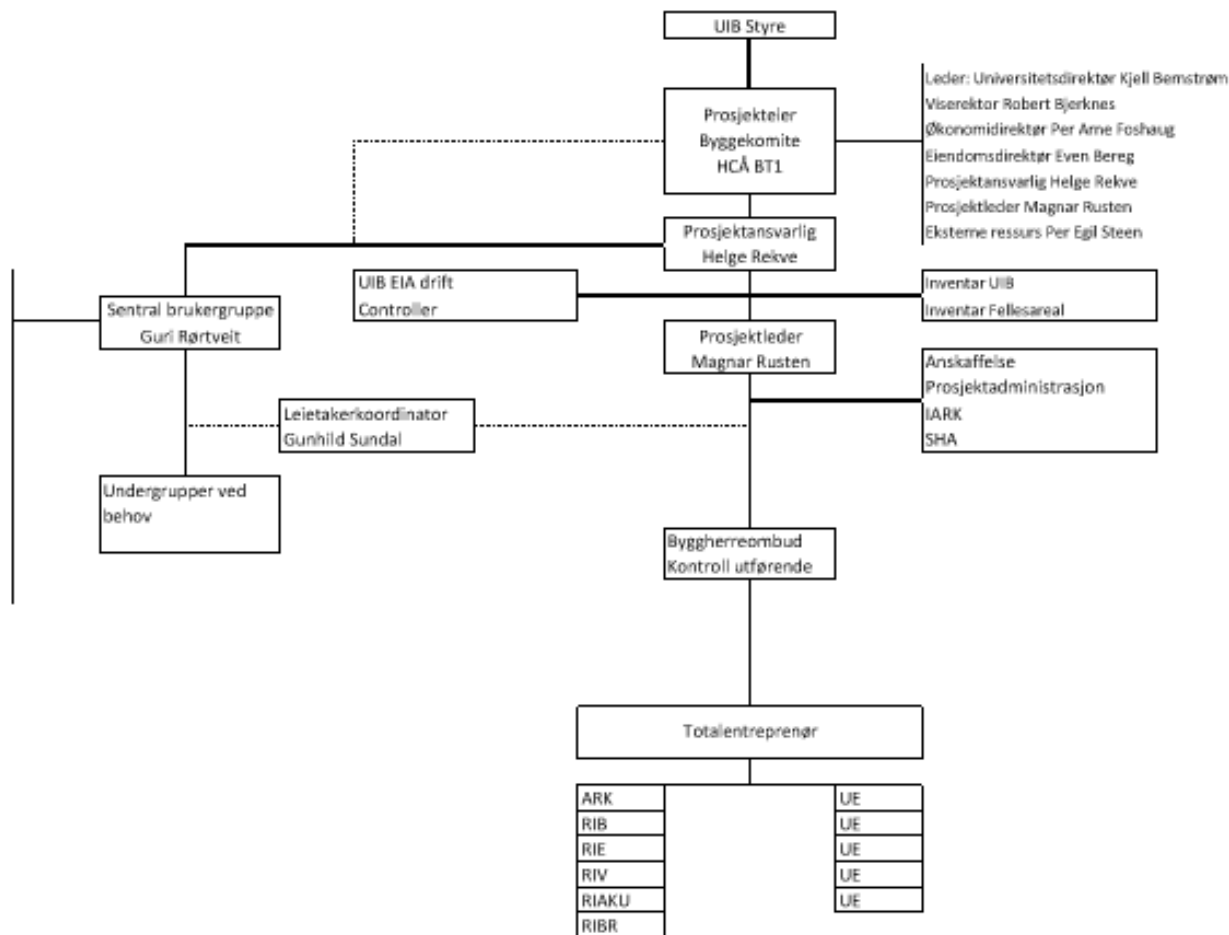 UIB Styre
Prosjekteier
Byggekomite
HCÅ BT1
Leder: Universitetsdirektør Kjell Bernstrøm
Viserektor Robert Bjerknes
Økonomidirektør Per Arne Foshaug
Eiendomsdirektør Even Bereg
Prosjektansvarlig Helge Rekve
Prosjektleder Magnar Rusten
Eksterne ressurs Per Egil Steen
Prosjektansvarlig
Helge Rekve
UIB EIA drift
Controller
Inventar UIB
Inventar Fellesareal
Sentral brukergruppe
Guri Rørtveit
Prosjektleder
Magnar Rusten
Anskaffelse
Prosjektadministrasjon
IARK
SHA
Leietakerkoordinator
Gunhild Sundal
Undergrupper ved
behov
Byggherreombud
Kontroll utførende
Totalentreprenør
ARK
RIB
RIE
RIV
RIAKU
RIBR
UE
UE
UE
UE
UE